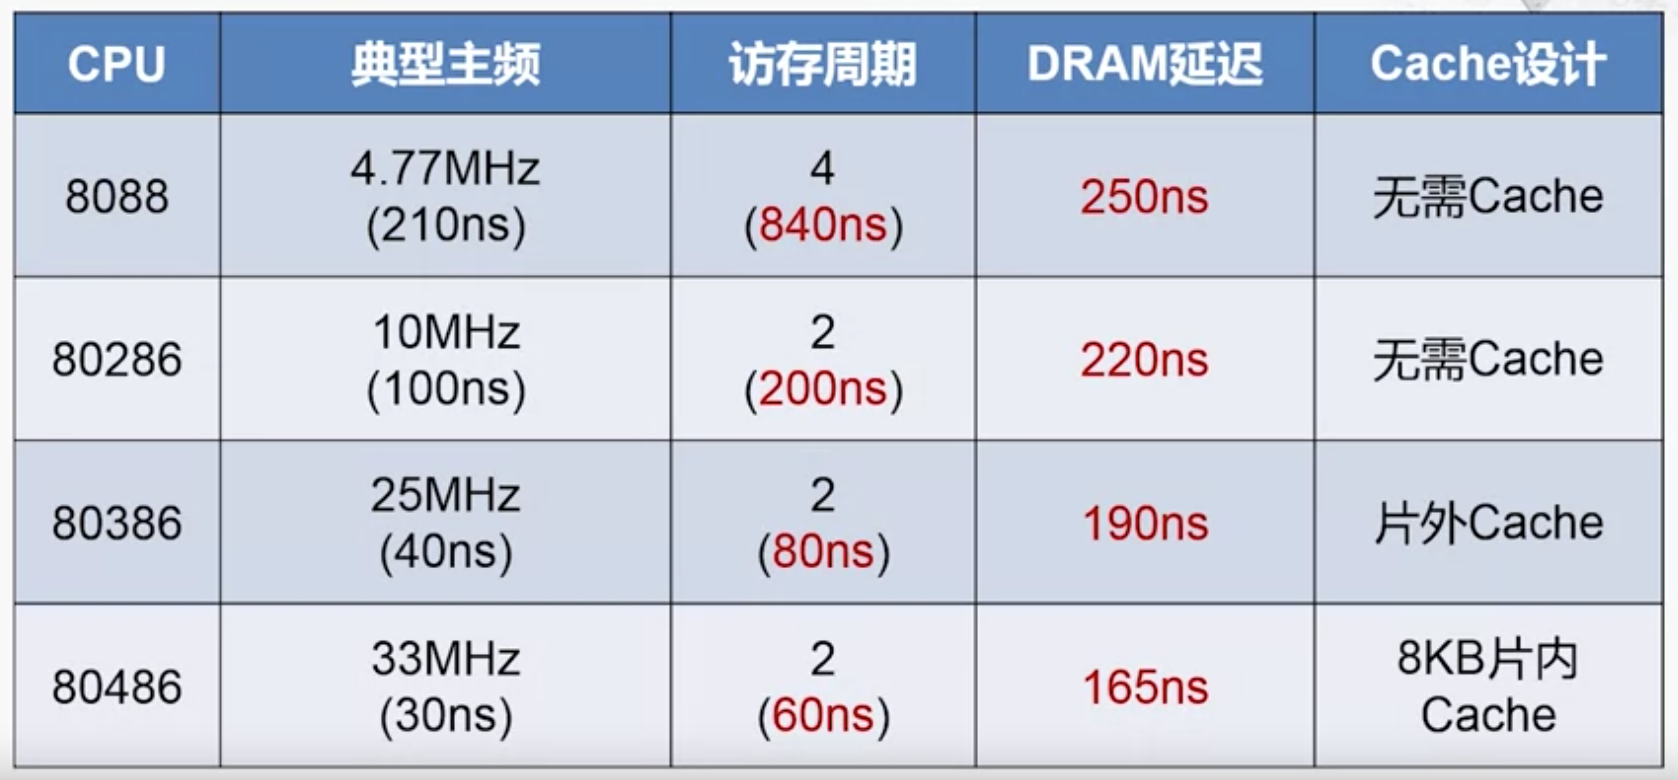 CPU 典型主频 访存周期 DRAM延迟 Cache设计
8088
4.77MHz
(210ns)
4
(840ns)
250ns
无需Cache
80286
10MHz
(100ns)
2
(200ns)
220ns
无需Cache
80386
25MHz
(40ns)
2
(80ns)
190ns
片外Cache
80486
33MHz
(30ns)
2
(60ns)
165ns
8KB片内
Cache